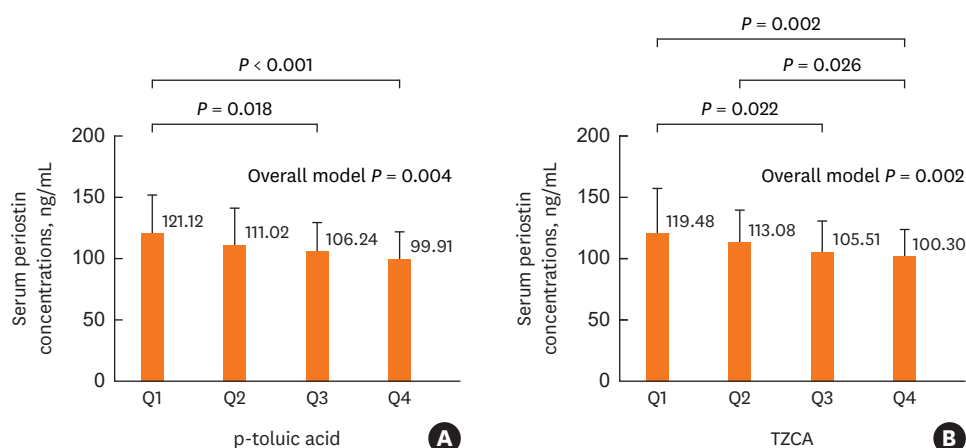 P < 0.001
P = 0.018
200
150
100
50
0
Serum periostin
concentrations, ng/mL
Overall model P = 0.004
121.12
111.02
106.24
99.91
Q1
Q2
Q3
Q4
p-toluic acid
A
P = 0.002
P = 0.026
P = 0.022
200
150
100
50
0
Serum periostin
concentrations, ng/mL
Overall model P = 0.002
119.48
113.08
105.51
100.30
Q1
Q2
Q3
Q4
TZCA
B